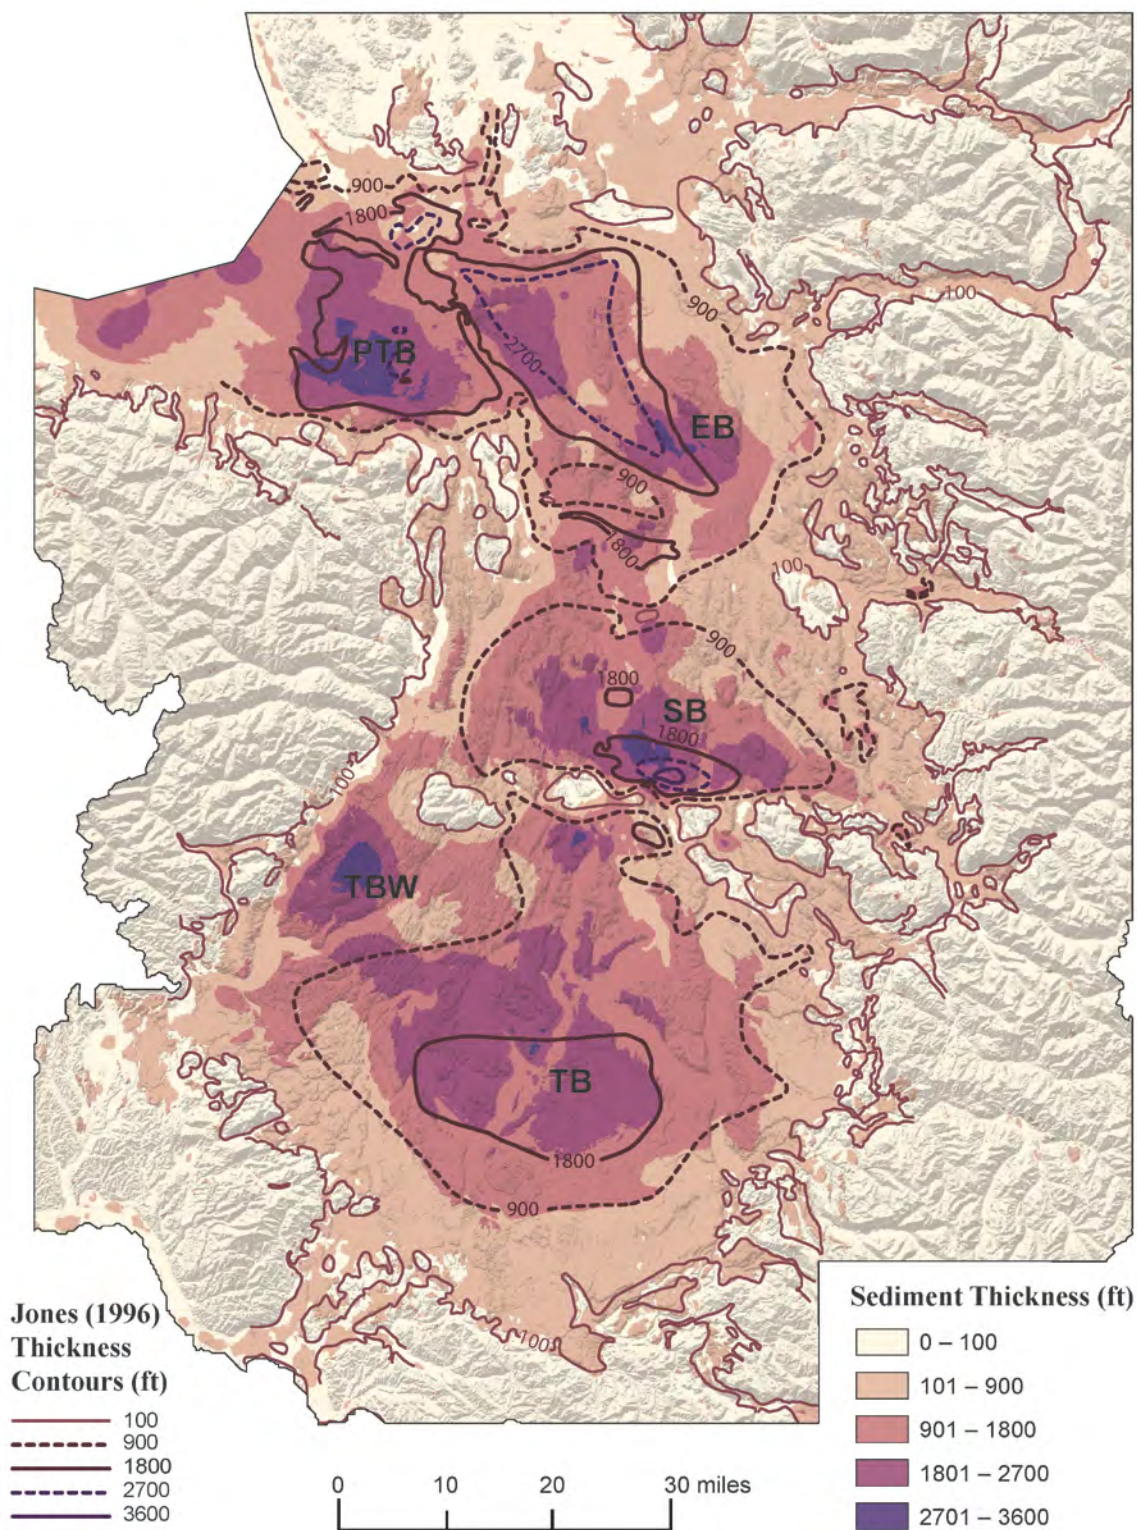 900
1800
100
900
2700
PTB
EB
900
1800
100
900
1800
SB
1800
100
TBW
TB
1800
900
100
Jones (1996)
Thickness
Contours (ft)
100
900
1800
2700
3600
0 10 20 30 miles
Sediment Thickness (ft)
0 – 100
101 – 900
901 – 1800
1801 – 2700
2701 – 3600